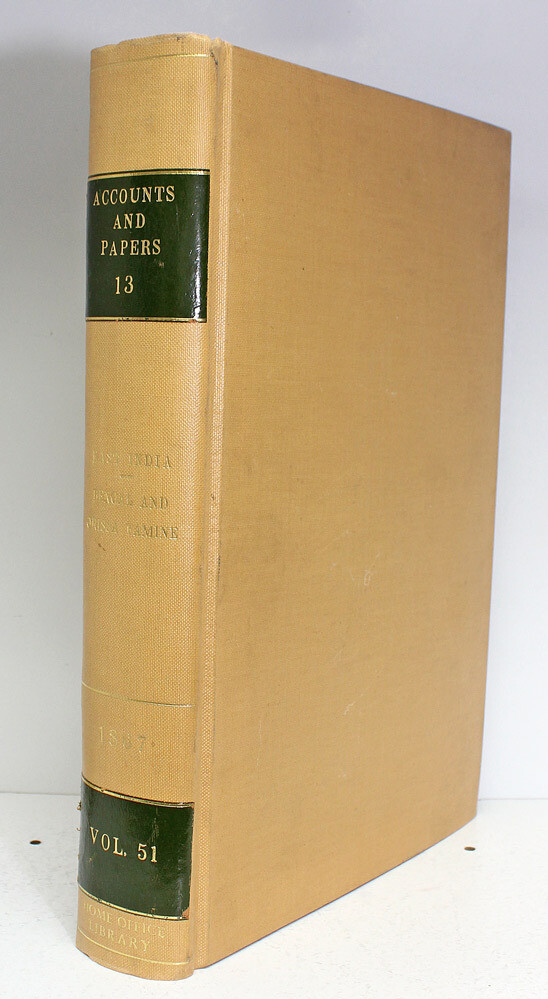 ACCOUNTS
AND
PAPERS
13
EAST INDIA
BENGAL AND
ORISSA FAMINE
1867
VOL. 51
HOME OFFICE
LIBRARY